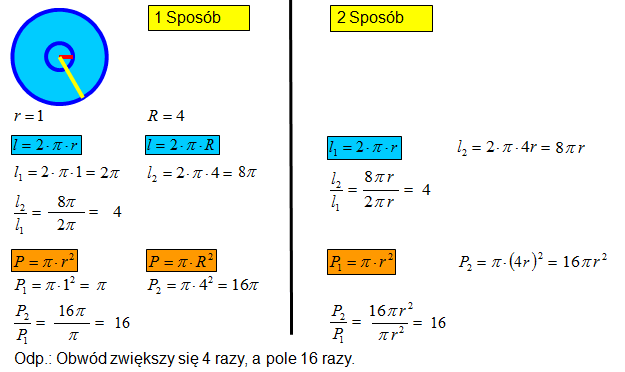 1 Sposób
r = 1 R = 4
l = 2 · π · r l = 2 · π · R
l₁ = 2 · π · 1 = 2π l₂ = 2 · π · 4 = 8π
l₂/l₁ = 8π/2π = 4
P = π · r² P = π · R²
P₁ = π · 1² = π P₂ = π · 4² = 16π
P₂/P₁ = 16π/π = 16
2 Sposób
l₁ = 2 · π · r l₂ = 2 · π · 4r = 8πr
l₂/l₁ = 8πr/2πr = 4
P₁ = π · r² P₂ = π · (4r)² = 16πr²
P₂/P₁ = 16πr²/πr² = 16
Odp.: Obwód zwiększy się 4 razy, a pole 16 razy.